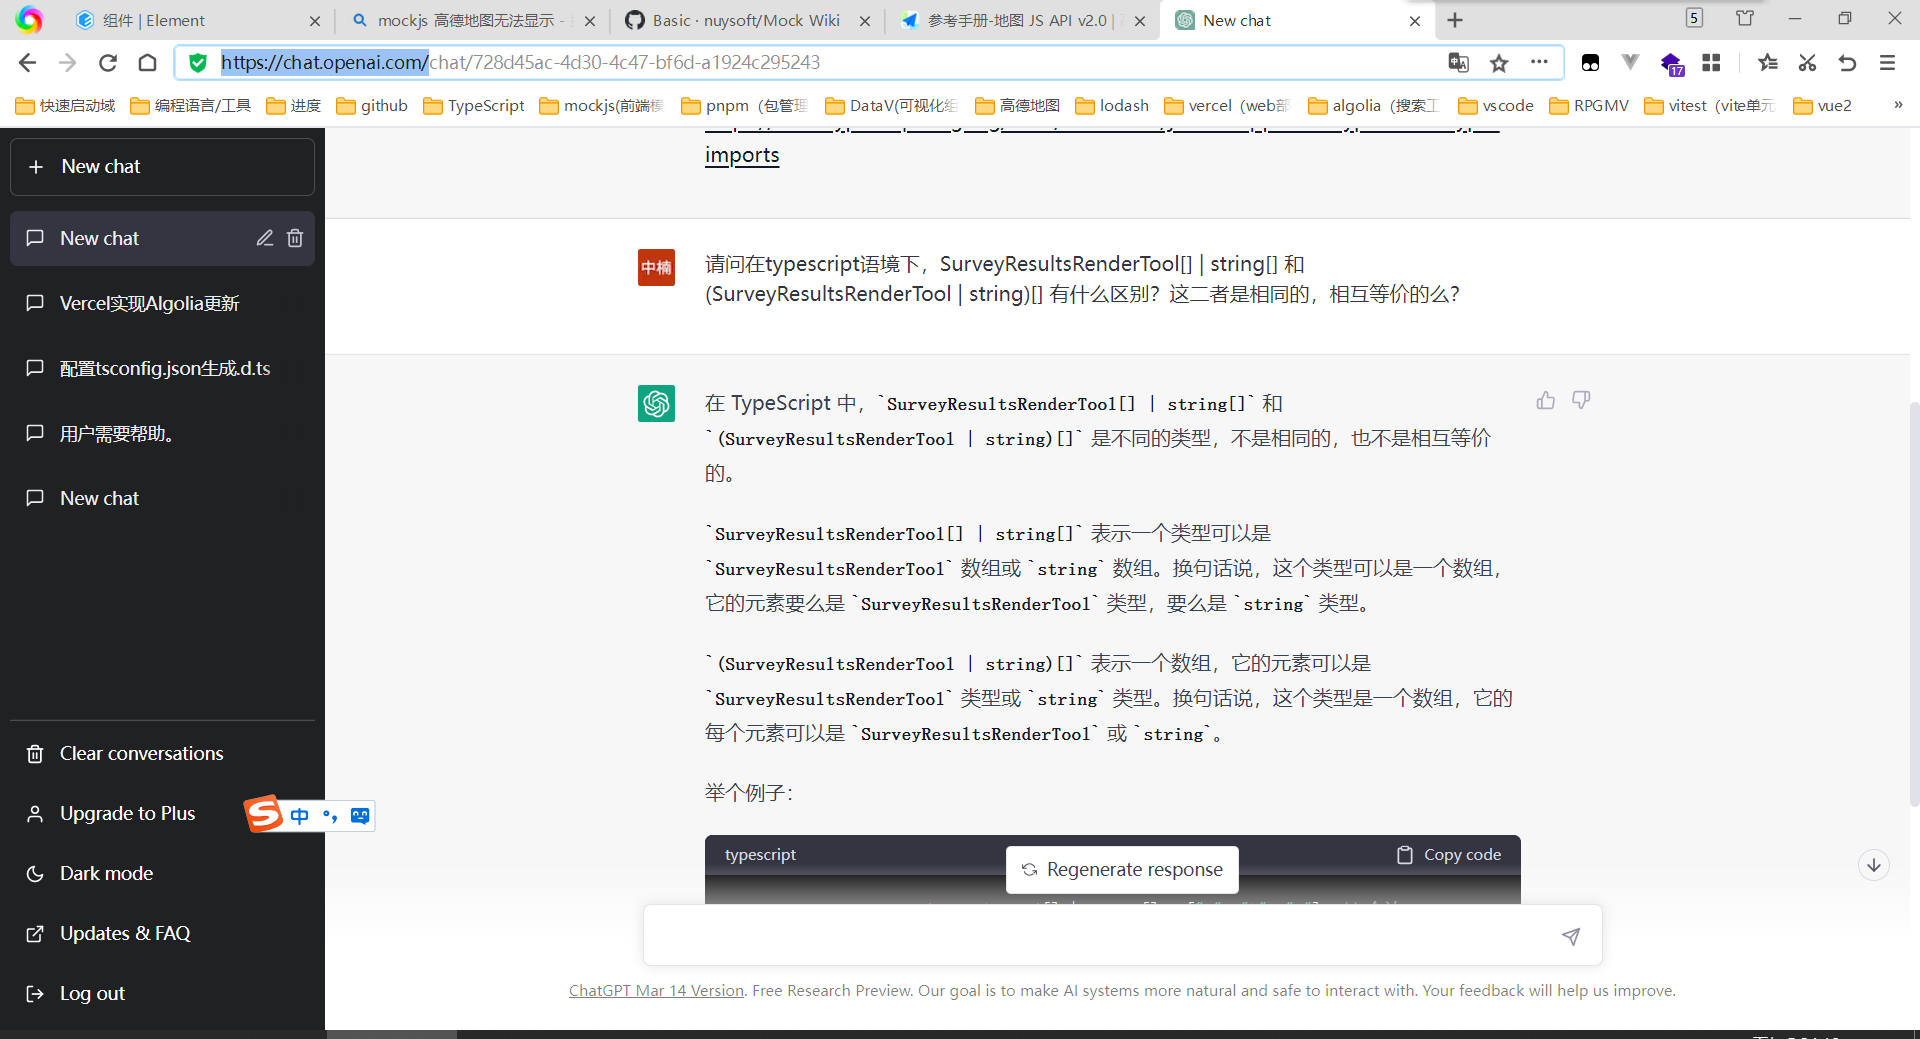 组件 | Element
mockjs 高德地图无法显示 -
Basic · nuysoft/Mock Wiki
参考手册-地图 JS API v2.0 |
New chat
5
https://chat.openai.com/chat/728d45ac-4d30-4c47-bf6d-a1924c295243
17
快速启动域
编程语言/工具
进度
github
TypeScript
mockjs(前端模
pnpm（包管理
DataV(可视化组
高德地图
lodash
vercel（web部
algolia（搜索工
vscode
RPGMV
vitest（vite单元
vue2
»
New chat
New chat
Vercel实现Algolia更新
配置tsconfig.json生成.d.ts
用户需要帮助。
New chat
Clear conversations
Upgrade to Plus
Dark mode
Updates & FAQ
Log out
imports
中楠
请问在typescript语境下，SurveyResultsRenderTool[] | string[] 和
(SurveyResultsRenderTool | string)[] 有什么区别？这二者是相同的，相互等价的么？
在 TypeScript 中，`SurveyResultsRenderTool[] | string[]` 和
`(SurveyResultsRenderTool | string)[]` 是不同的类型，不是相同的，也不是相互等价
的。
`SurveyResultsRenderTool[] | string[]` 表示一个类型可以是
`SurveyResultsRenderTool` 数组或 `string` 数组。换句话说，这个类型可以是一个数组，
它的元素要么是 `SurveyResultsRenderTool` 类型，要么是 `string` 类型。
`(SurveyResultsRenderTool | string)[]` 表示一个数组，它的元素可以是
`SurveyResultsRenderTool` 类型或 `string` 类型。换句话说，这个类型是一个数组，它的
每个元素可以是 `SurveyResultsRenderTool` 或 `string`。
举个例子：
typescript
Copy code
Regenerate response
S 中 °,
ChatGPT Mar 14 Version. Free Research Preview. Our goal is to make AI systems more natural and safe to interact with. Your feedback will help us improve.